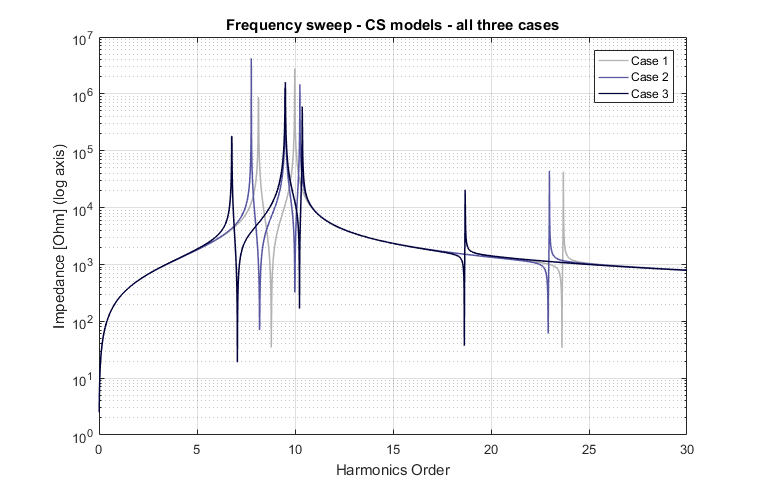 Frequency sweep - CS models - all three cases
10^7
10^6
10^5
10^4
10^3
10^2
10^1
10^0
Impedance [Ohm] (log axis)
Case 1
Case 2
Case 3
0 5 10 15 20 25 30
Harmonics Order